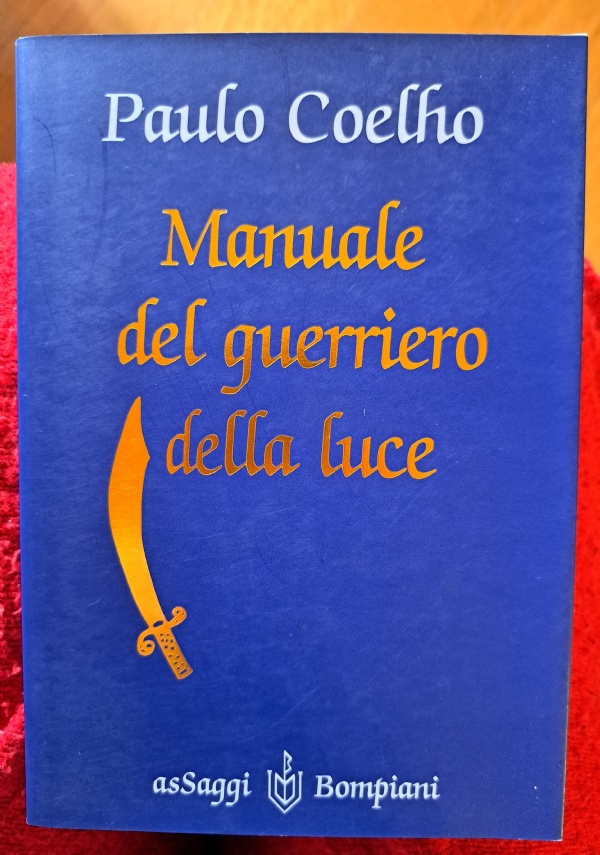 Paulo Coelho
Manuale
del guerriero
della luce
asSaggi Bompiani